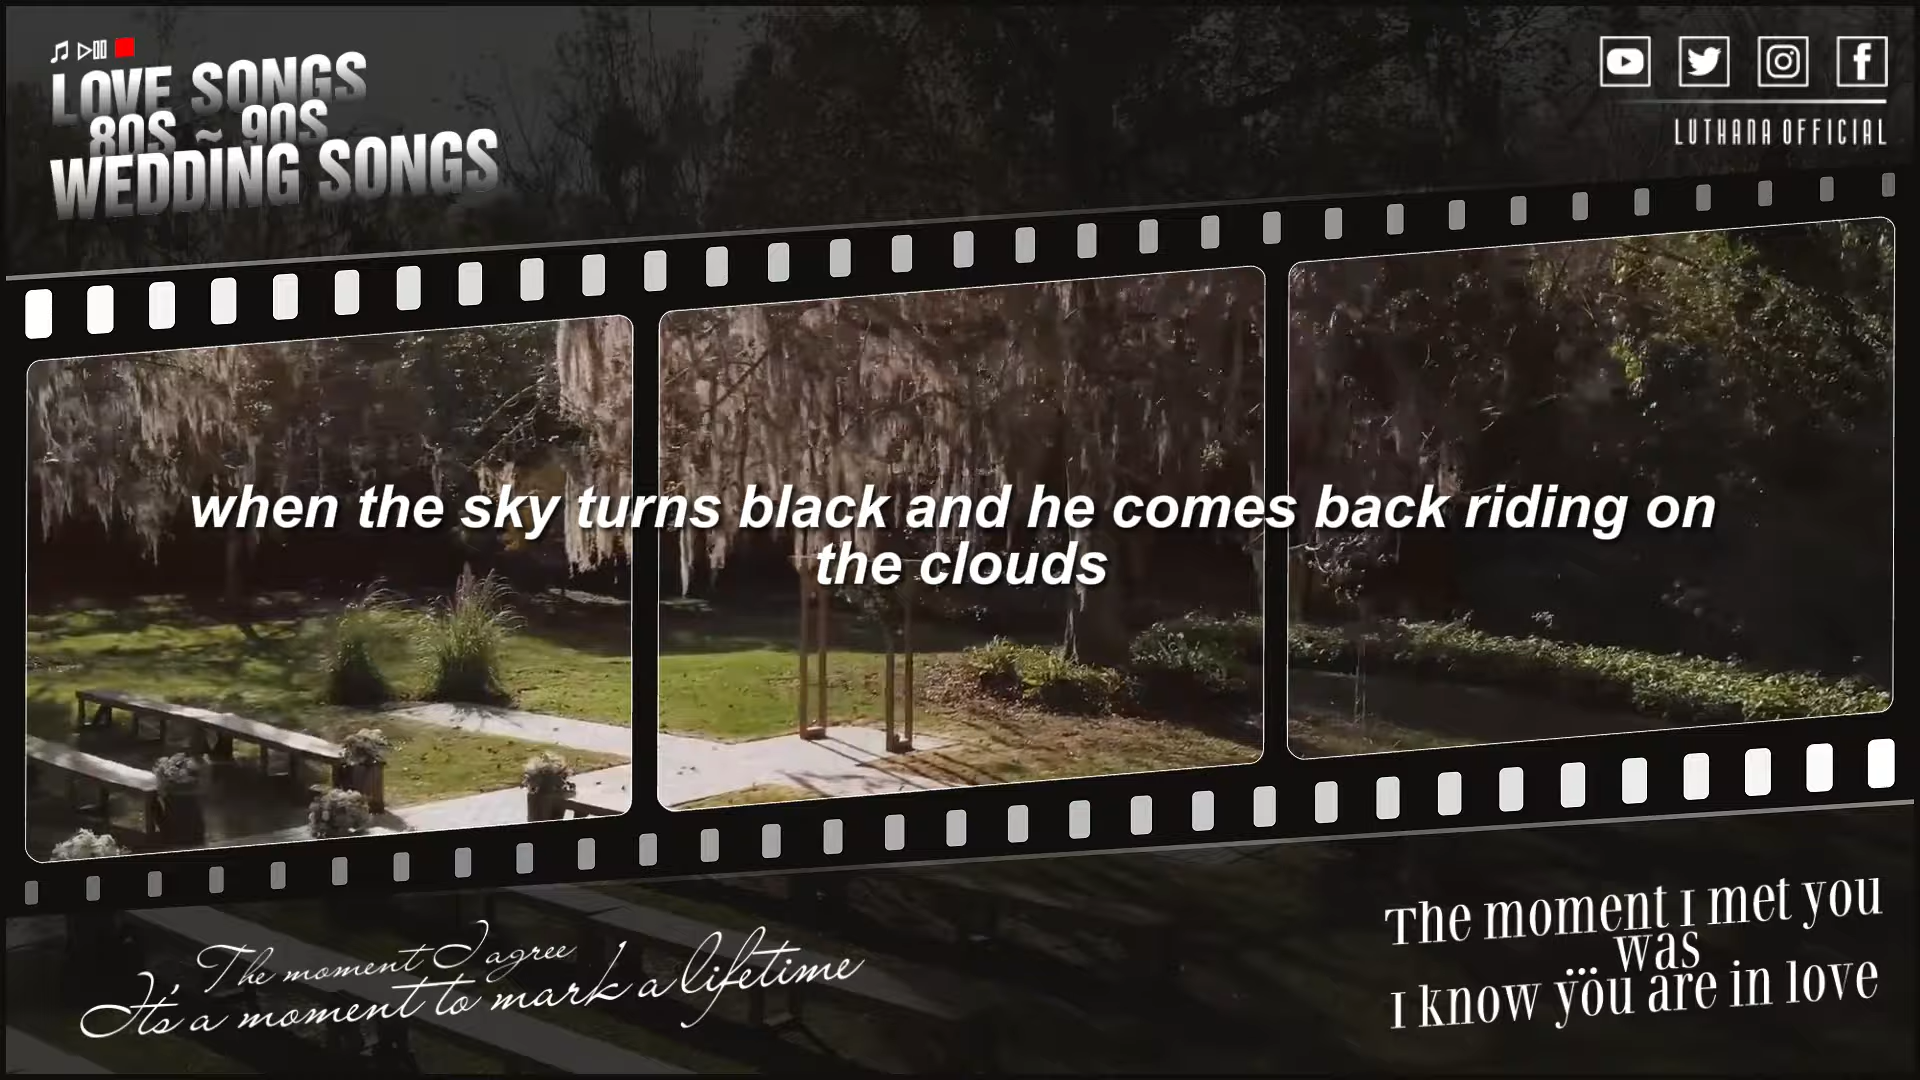 LOVE SONGS
80S ~ 90S
WEDDING SONGS
LUTHANA OFFICIAL
when the sky turns black and he comes back riding on
the clouds
The moment I agree
It's a moment to mark a lifetime
The moment I met you
was
...
I know you are in love